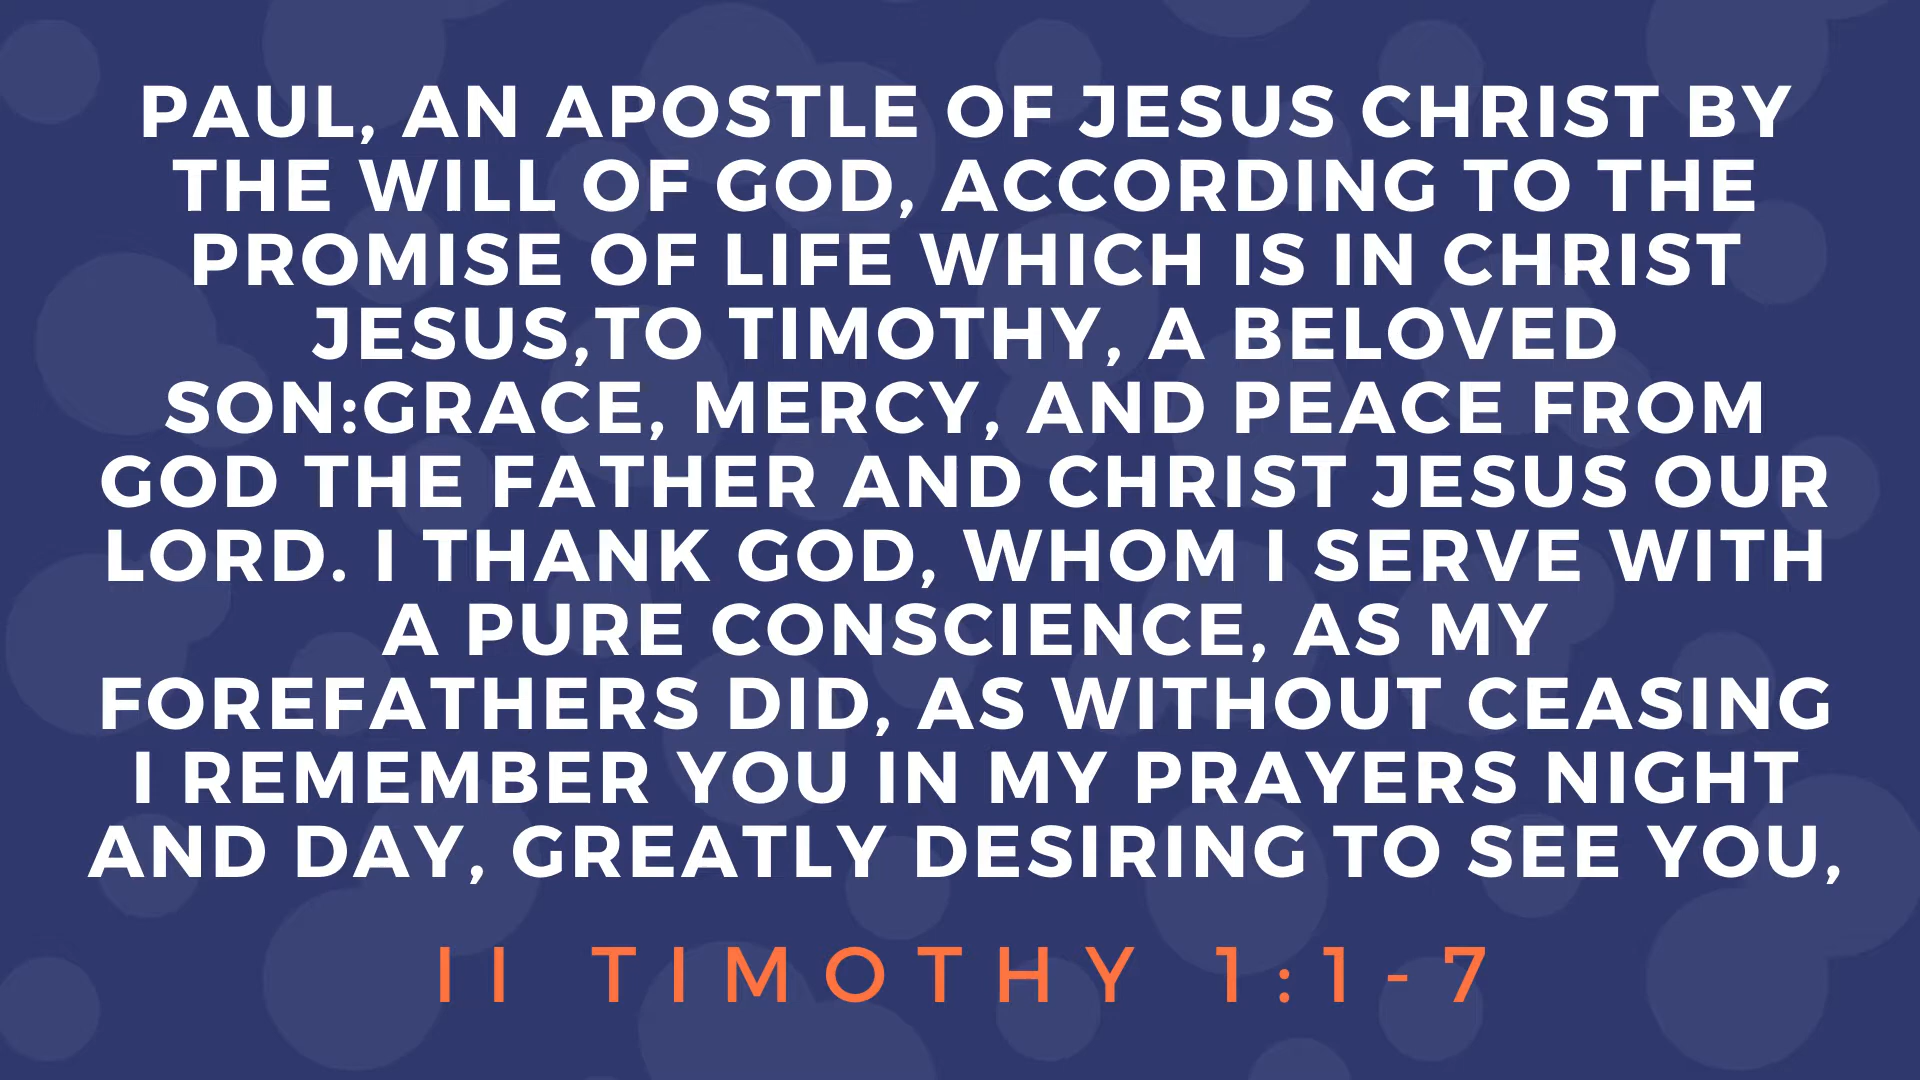 PAUL, AN APOSTLE OF JESUS CHRIST BY
THE WILL OF GOD, ACCORDING TO THE
PROMISE OF LIFE WHICH IS IN CHRIST
JESUS,TO TIMOTHY, A BELOVED
SON:GRACE, MERCY, AND PEACE FROM
GOD THE FATHER AND CHRIST JESUS OUR
LORD. I THANK GOD, WHOM I SERVE WITH
A PURE CONSCIENCE, AS MY
FOREFATHERS DID, AS WITHOUT CEASING
I REMEMBER YOU IN MY PRAYERS NIGHT
AND DAY, GREATLY DESIRING TO SEE YOU,
II TIMOTHY 1:1-7